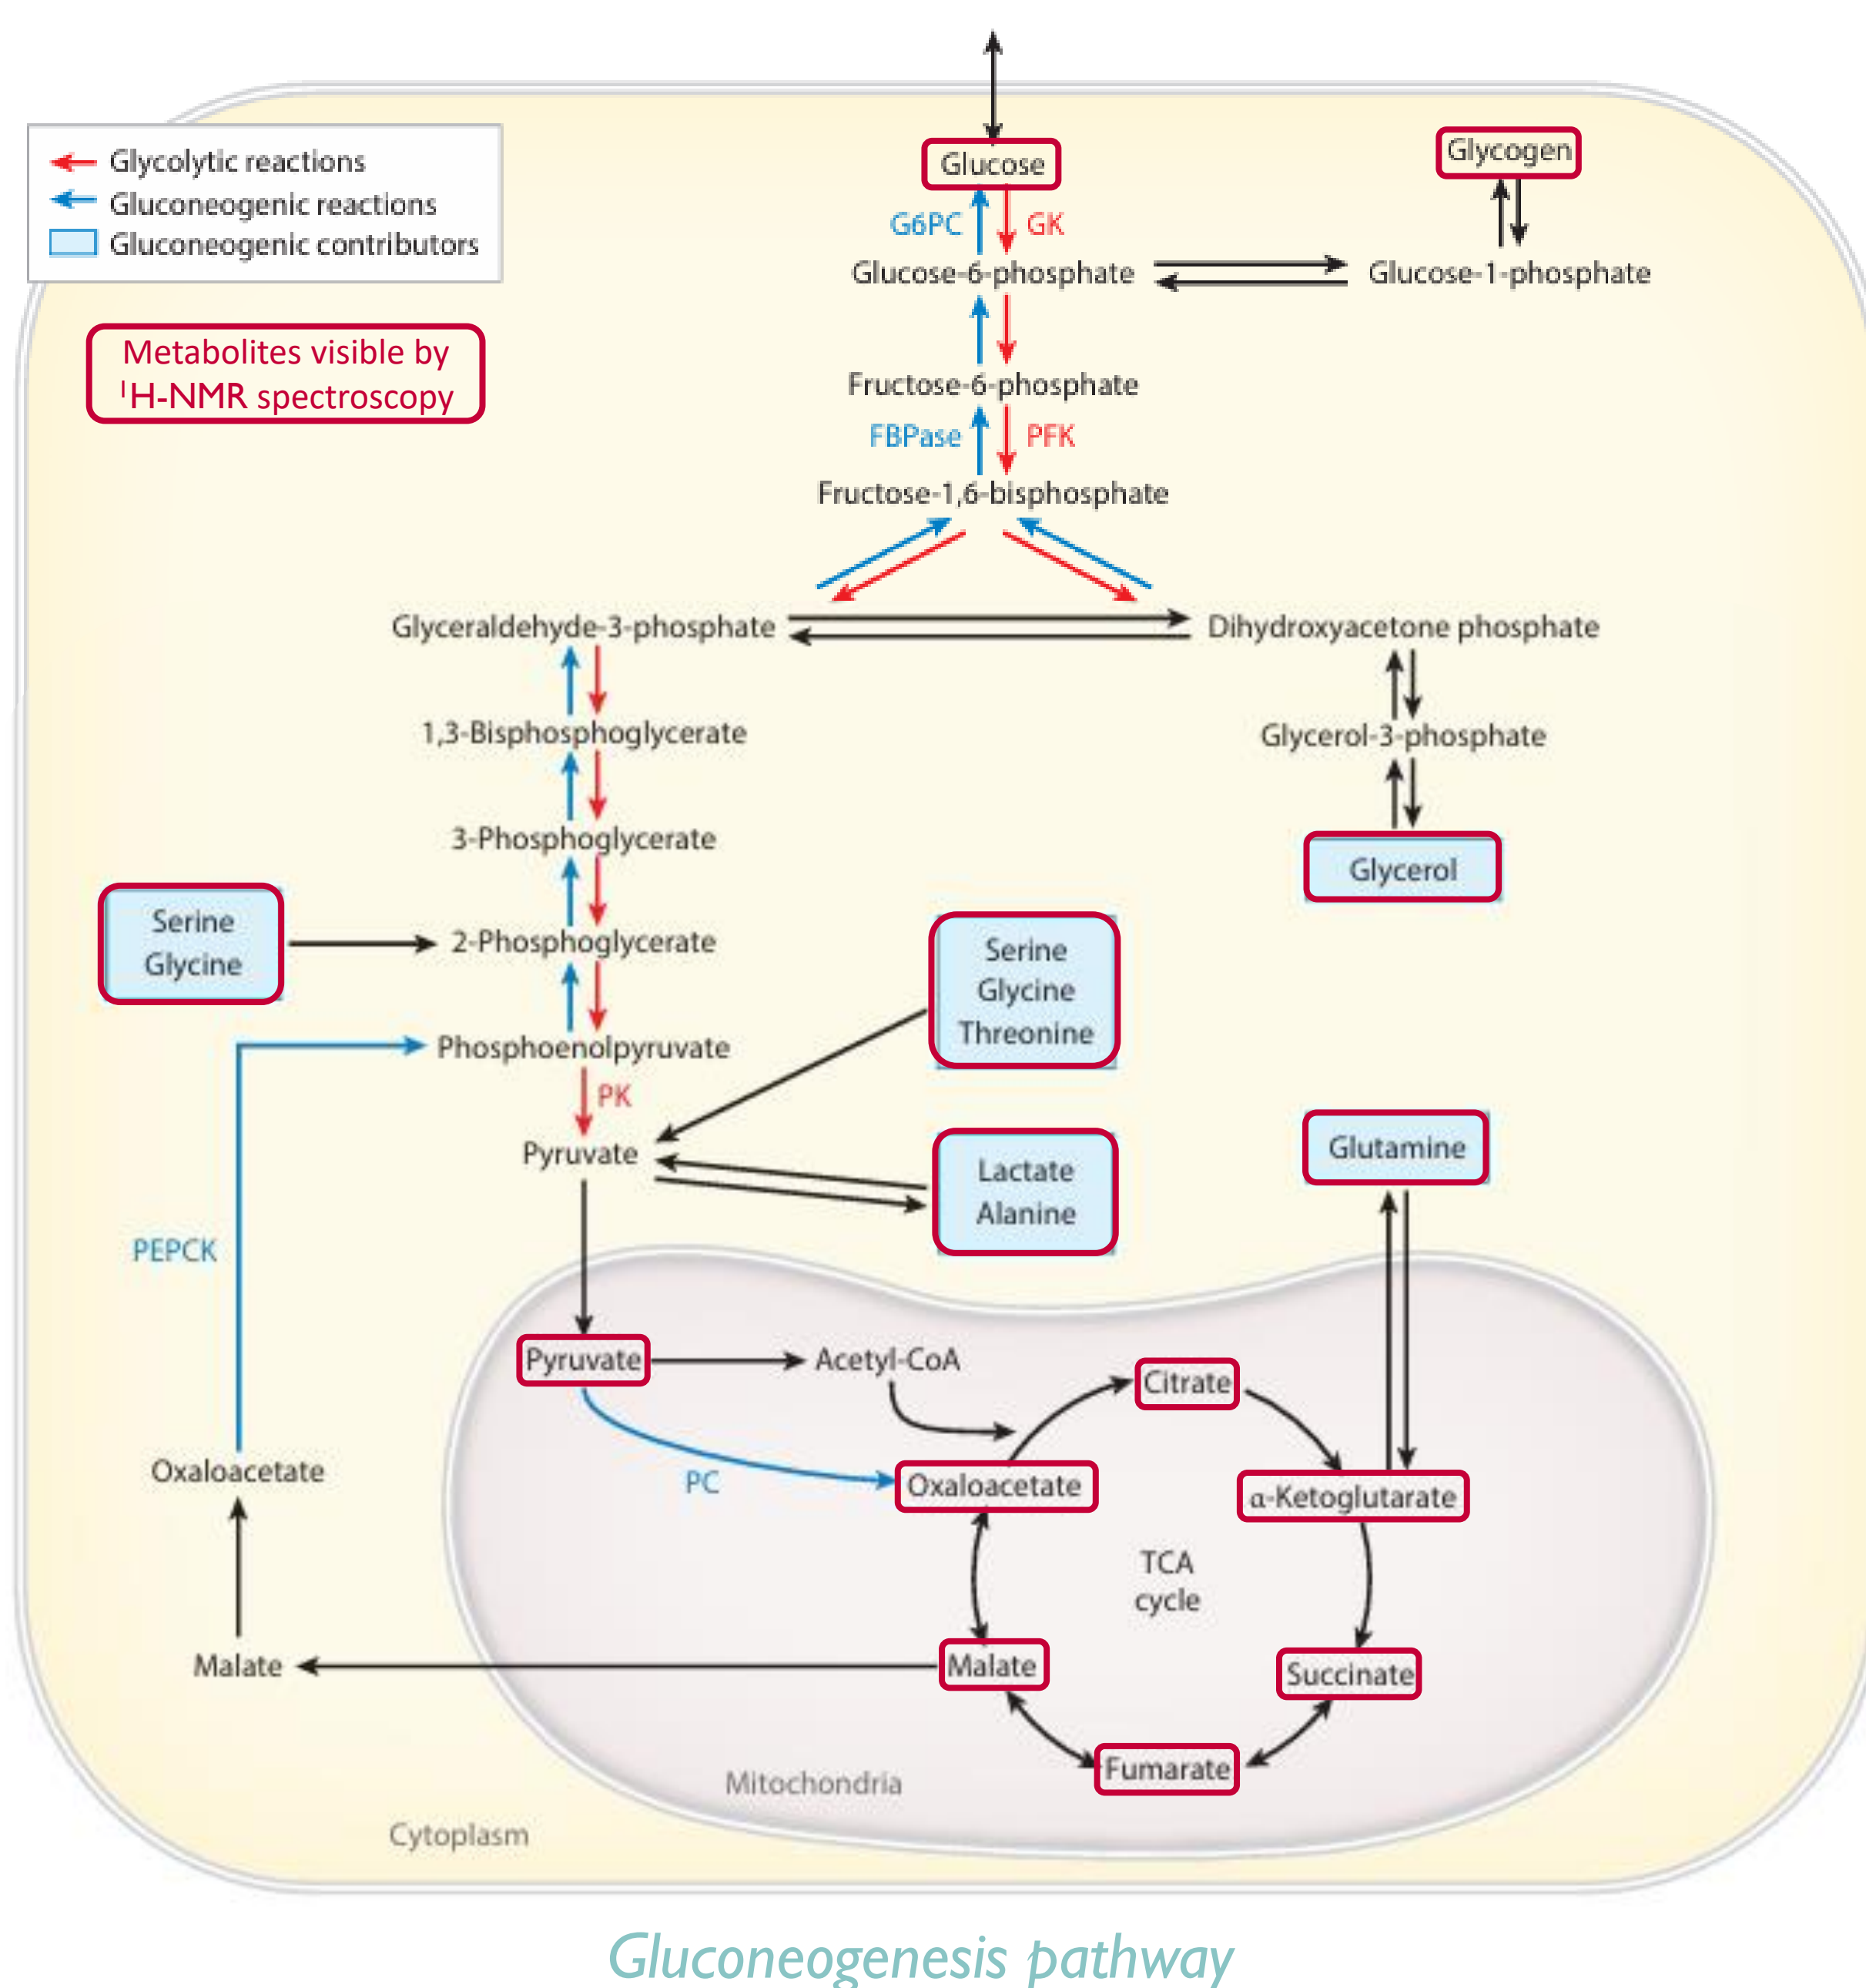 Glycolytic reactions
Gluconeogenic reactions
Gluconeogenic contributors
Metabolites visible by
¹H-NMR spectroscopy
Glucose
Glycogen
G6PC
GK
Glucose-6-phosphate
Glucose-1-phosphate
Fructose-6-phosphate
FBPase
PFK
Fructose-1,6-bisphosphate
Glyceraldehyde-3-phosphate
Dihydroxyacetone phosphate
1,3-Bisphosphoglycerate
Glycerol-3-phosphate
3-Phosphoglycerate
Glycerol
Serine
Glycine
2-Phosphoglycerate
Serine
Glycine
Threonine
Phosphoenolpyruvate
PK
Pyruvate
Lactate
Alanine
Glutamine
PEPCK
Pyruvate
Acetyl-CoA
Citrate
PC
Oxaloacetate
Oxaloacetate
α-Ketoglutarate
TCA
cycle
Malate
Malate
Succinate
Fumarate
Mitochondria
Cytoplasm
Gluconeogenesis pathway